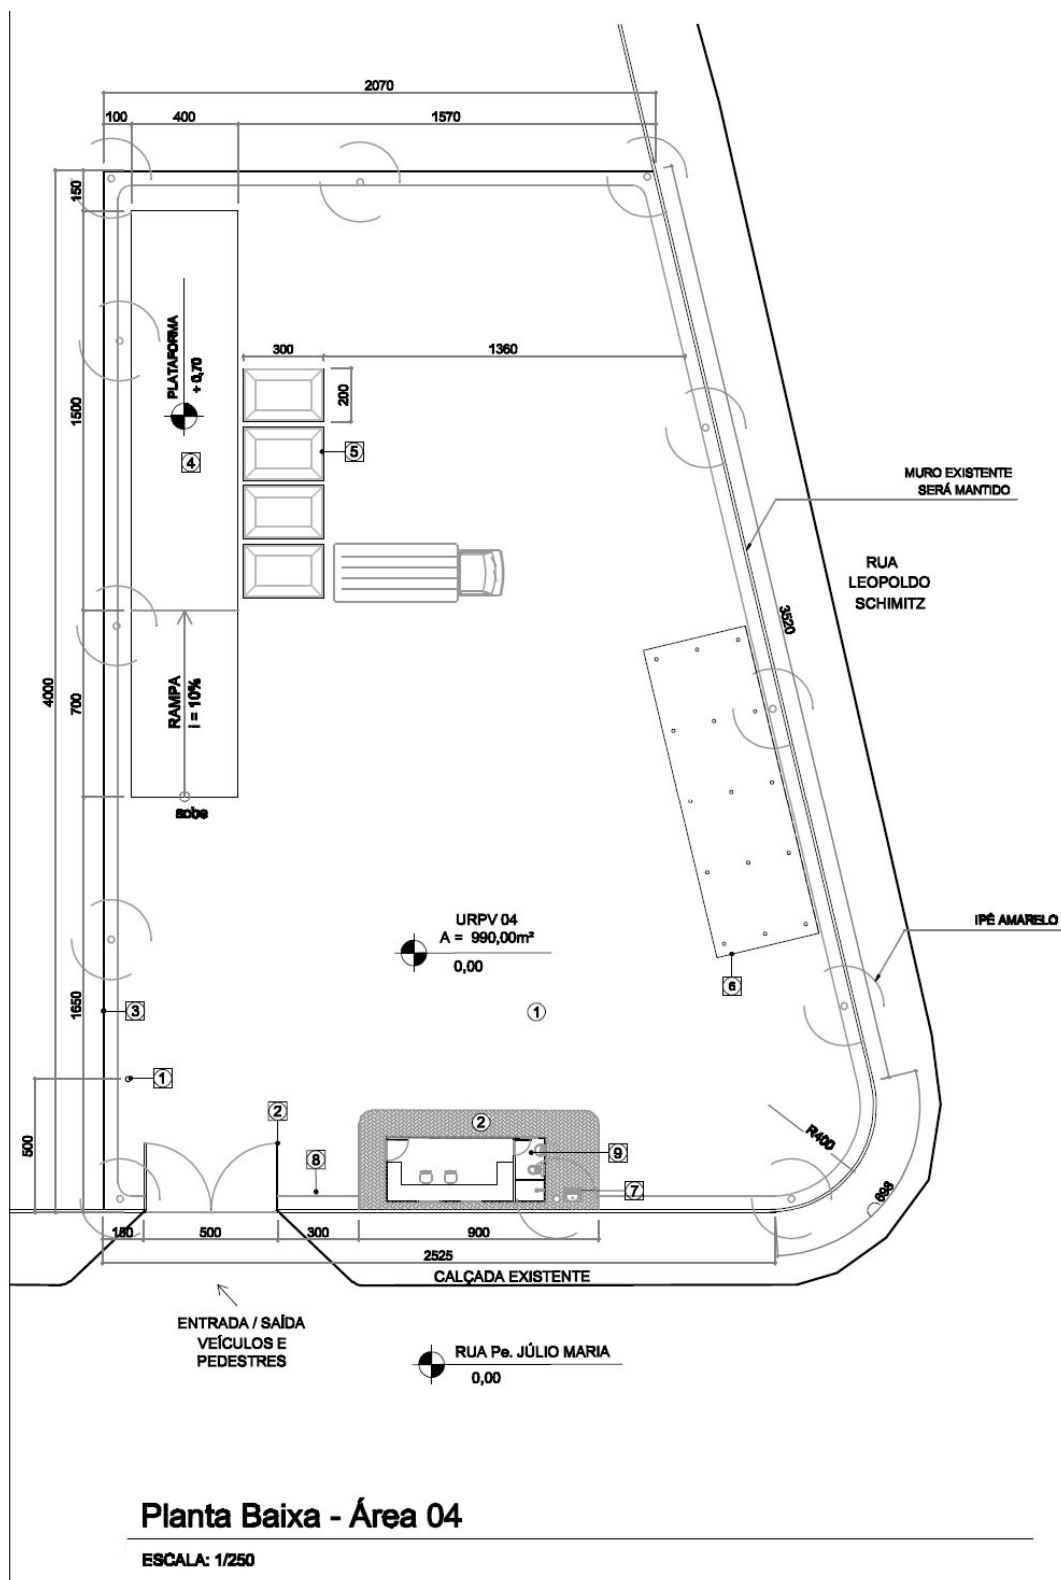 2070
100
400
1570
150
PLATAFORMA
+ 0,70
300
1360
200
1500
5
4
MURO EXISTENTE
SERÁ MANTIDO
RUA
LEOPOLDO
SCHIMITZ
3520
4000
700
RAMPA
i = 10%
sobe
URPV 04
A = 990,00m²
0,00
IPÊ AMARELO
6
1650
3
1
1
500
2
2
R400
8
9
7
698
150
500
300
900
2525
CALÇADA EXISTENTE
ENTRADA / SAÍDA
VEÍCULOS E
PEDESTRES
RUA Pe. JÚLIO MARIA
0,00
Planta Baixa - Área 04
ESCALA: 1/250